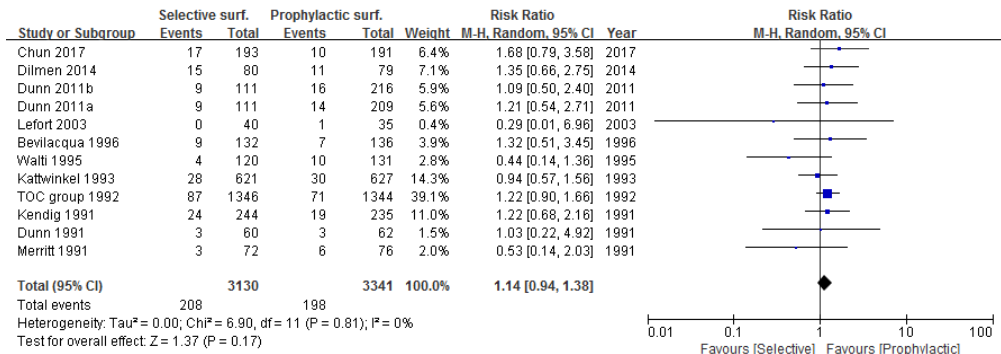 Selective surf. Prophylactic surf. Risk Ratio Risk Ratio
Study or Subgroup Events Total Events Total Weight M-H, Random, 95% CI Year M-H, Random, 95% CI
Chun 2017 17 193 10 191 6.4% 1.68 [0.79, 3.58] 2017
Dilmen 2014 15 80 11 79 7.1% 1.35 [0.66, 2.75] 2014
Dunn 2011b 9 111 16 216 5.9% 1.09 [0.50, 2.40] 2011
Dunn 2011a 9 111 14 209 5.7% 1.21 [0.54, 2.71] 2011
Lefort 2003 0 40 1 35 0.4% 0.29 [0.01, 6.96] 2003
Bevilacqua 1996 9 132 7 136 4.1% 1.32 [0.51, 3.45] 1996
Walti 1995 4 120 10 131 2.8% 0.44 [0.14, 1.36] 1995
Kattwinkel 1993 28 621 30 627 14.3% 0.94 [0.57, 1.56] 1993
TOC group 1992 87 1346 71 1344 39.1% 1.22 [0.90, 1.66] 1992
Kendig 1991 24 244 19 235 11.0% 1.22 [0.68, 2.16] 1991
Dunn 1991 3 60 3 62 1.5% 1.03 [0.22, 4.92] 1991
Merritt 1991 3 72 6 76 2.0% 0.53 [0.14, 2.03] 1991
Total (95% CI) 3130 3341 100.0% 1.14 [0.94, 1.38]
Total events 208 198
Heterogeneity: Tau² = 0.00; Chi² = 6.90, df = 11 (P = 0.81); I² = 0%
Test for overall effect: Z = 1.37 (P = 0.17)
0.01 0.1 1 10 100
Favours [Selective] Favours [Prophylactic]